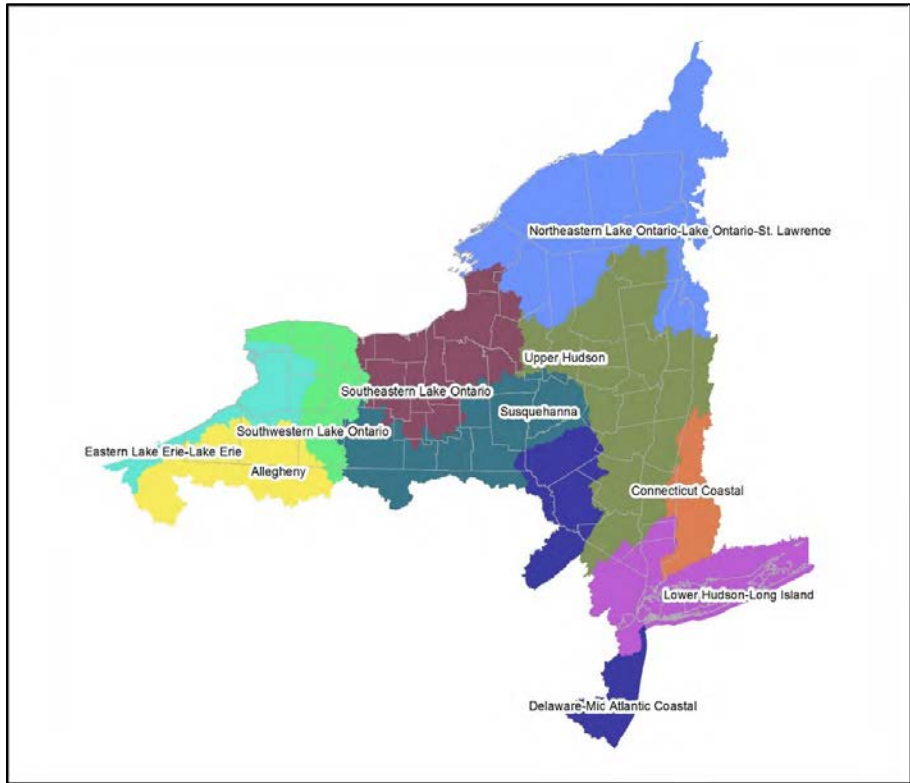 Northeastern Lake Ontario-Lake Ontario-St. Lawrence
Upper Hudson
Southeastern Lake Ontario
Susquehanna
Southwestern Lake Ontario
Eastern Lake Erie-Lake Erie
Allegheny
Connecticut Coastal
Lower Hudson-Long Island
Delaware-Mic Atlantic Coastal